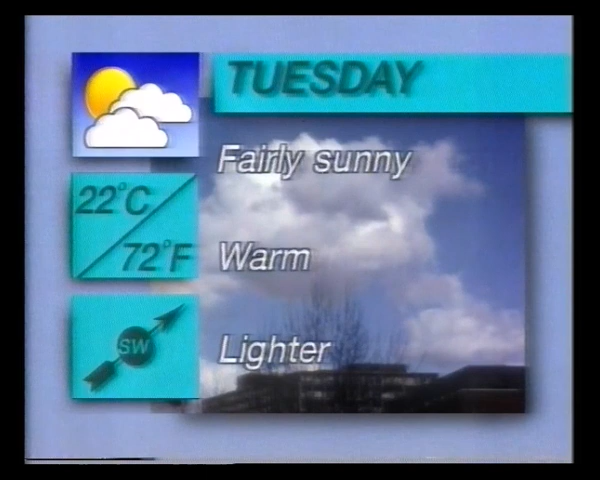 TUESDAY
Fairly sunny
22°C
72°F
Warm
SW
Lighter